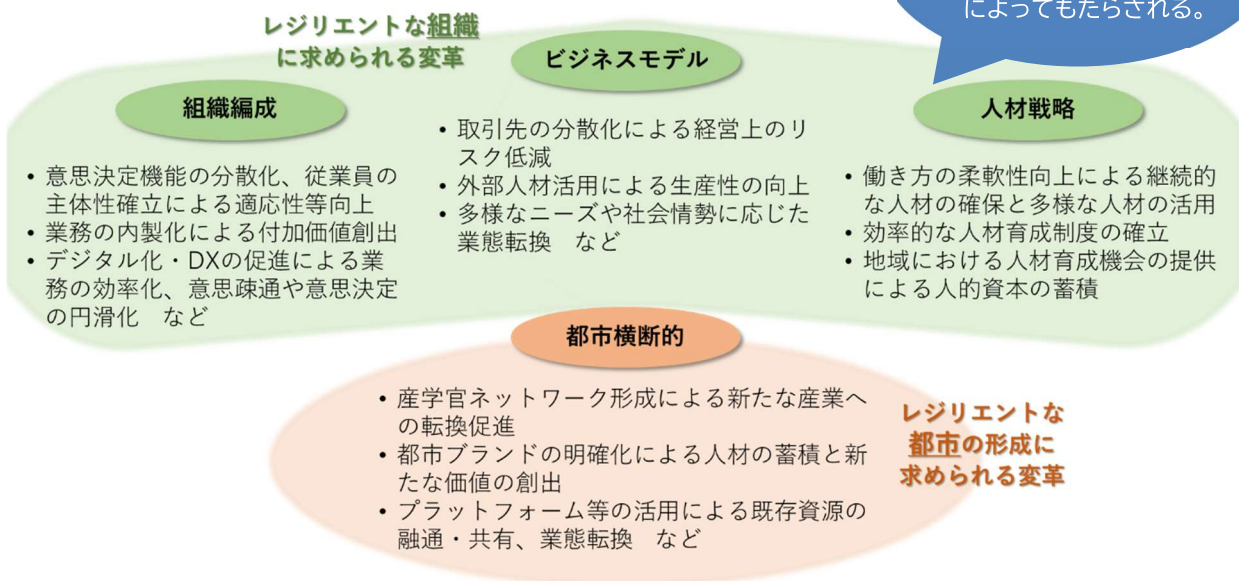 によってもたらされる。
レジリエントな組織
に求められる変革
ビジネスモデル
組織編成
人材戦略
• 意思決定機能の分散化、従業員の
主体性確立による適応性等向上
• 業務の内製化による付加価値創出
• デジタル化・DXの促進による業
務の効率化、意思疎通や意思決定
の円滑化　など
• 取引先の分散化による経営上のリ
スク低減
• 外部人材活用による生産性の向上
• 多様なニーズや社会情勢に応じた
業態転換　など
• 働き方の柔軟性向上による継続的
な人材の確保と多様な人材の活用
• 効率的な人材育成制度の確立
• 地域における人材育成機会の提供
による人的資本の蓄積
都市横断的
• 産学官ネットワーク形成による新たな産業へ
の転換促進
• 都市ブランドの明確化による人材の蓄積と新
たな価値の創出
• プラットフォーム等の活用による既存資源の
融通・共有、業態転換　など
レジリエントな
都市の形成に
求められる変革